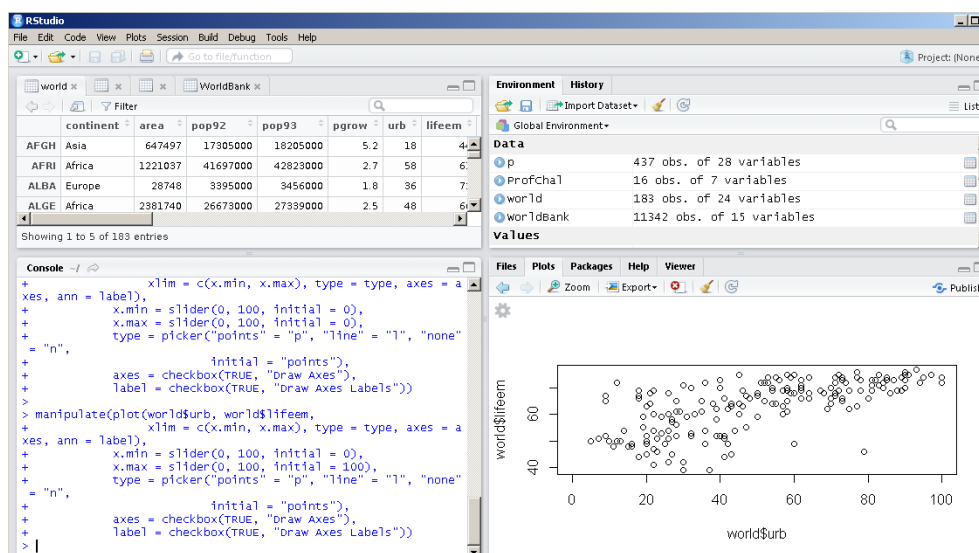 RStudio
File Edit Code View Plots Session Build Debug Tools Help
Go to file/function
Project: (None
world
WorldBank
Filter
continent area pop92 pop93 pgrow urb lifeem
AFGH Asia 647497 17305000 18205000 5.2 18
AFRI Africa 1221037 41697000 42823000 2.7 58
ALBA Europe 28748 3395000 3456000 1.8 36
ALGE Africa 2381740 26673000 27339000 2.5 48
Showing 1 to 5 of 183 entries
Console ~/
+ xlim = c(x.min, x.max), type = type, axes = a
xes, ann = label),
+ x.min = slider(0, 100, initial = 0),
+ x.max = slider(0, 100, initial = 0),
+ type = picker("points" = "p", "line" = "l", "none"
= "n",
+ initial = "points"),
+ axes = checkbox(TRUE, "Draw Axes"),
+ label = checkbox(TRUE, "Draw Axes Labels"))
>
> manipulate(plot(world$urb, world$lifeem,
+ xlim = c(x.min, x.max), type = type, axes = a
xes, ann = label),
+ x.min = slider(0, 100, initial = 0),
+ x.max = slider(0, 100, initial = 100),
+ type = picker("points" = "p", "line" = "l", "none"
= "n",
+ initial = "points"),
+ axes = checkbox(TRUE, "Draw Axes"),
+ label = checkbox(TRUE, "Draw Axes Labels"))
>
Environment History
Import Dataset
List
Global Environment
Data
p 437 obs. of 28 variables
ProfChal 16 obs. of 7 variables
world 183 obs. of 24 variables
WorldBank 11342 obs. of 15 variables
Values
Files Plots Packages Help Viewer
Zoom Export Publish
world$lifeem
60
40
0 20 40 60 80 100
world$urb